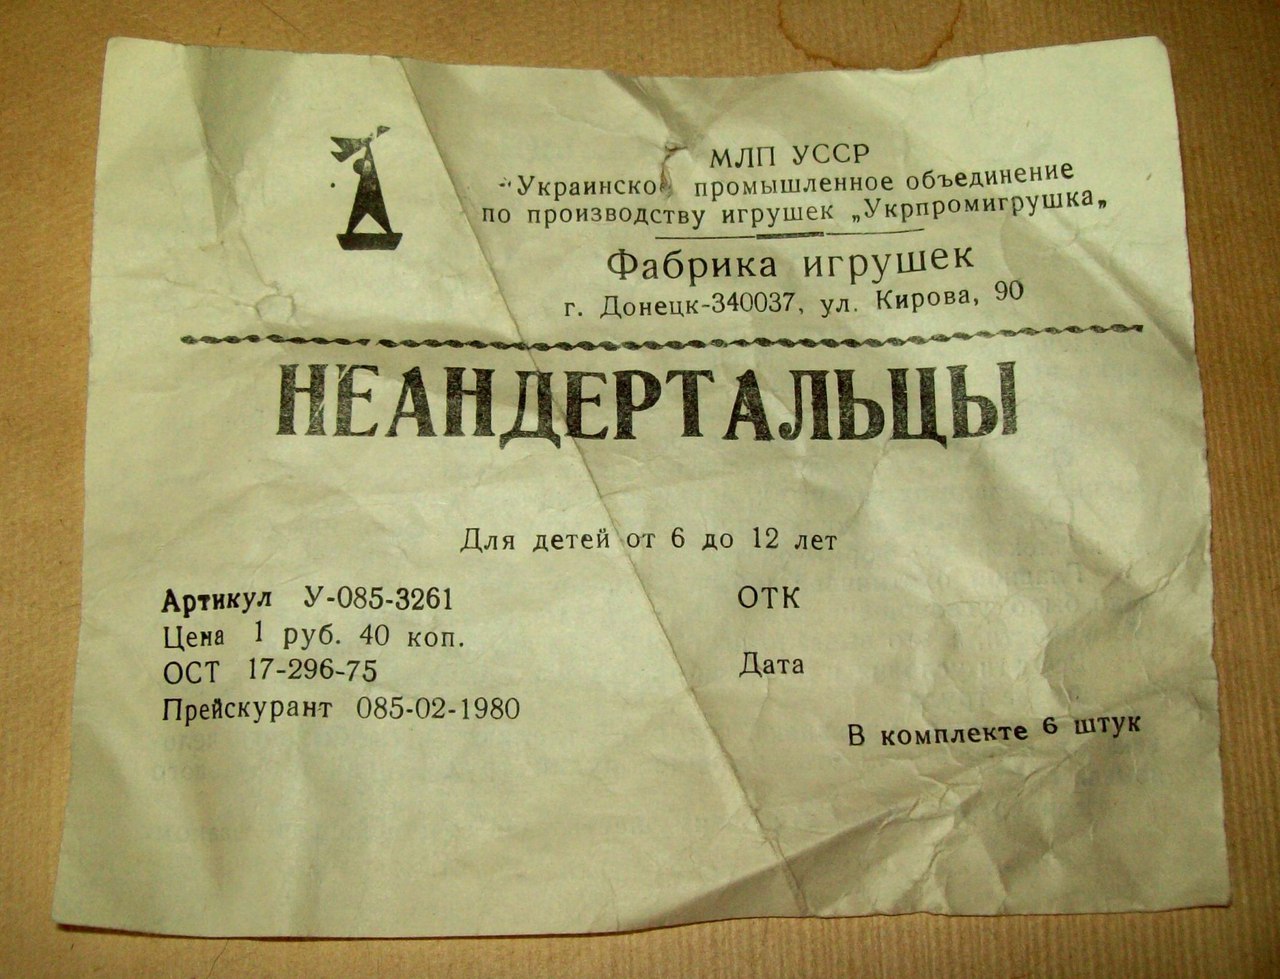 МЛП УССР
Украинско промышленное объединение
по производству игрушек „Укрпромигрушка„
Фабрика игрушек
г. Донецк-340037, ул. Кирова, 90
НЕАНДЕРТАЛЬЦЫ
Для детей от 6 до 12 лет
Артикул У-085-3261
Цена 1 руб. 40 коп.
ОСТ 17-296-75
Прейскурант 085-02-1980
ОТК
Дата
В комплекте 6 штук